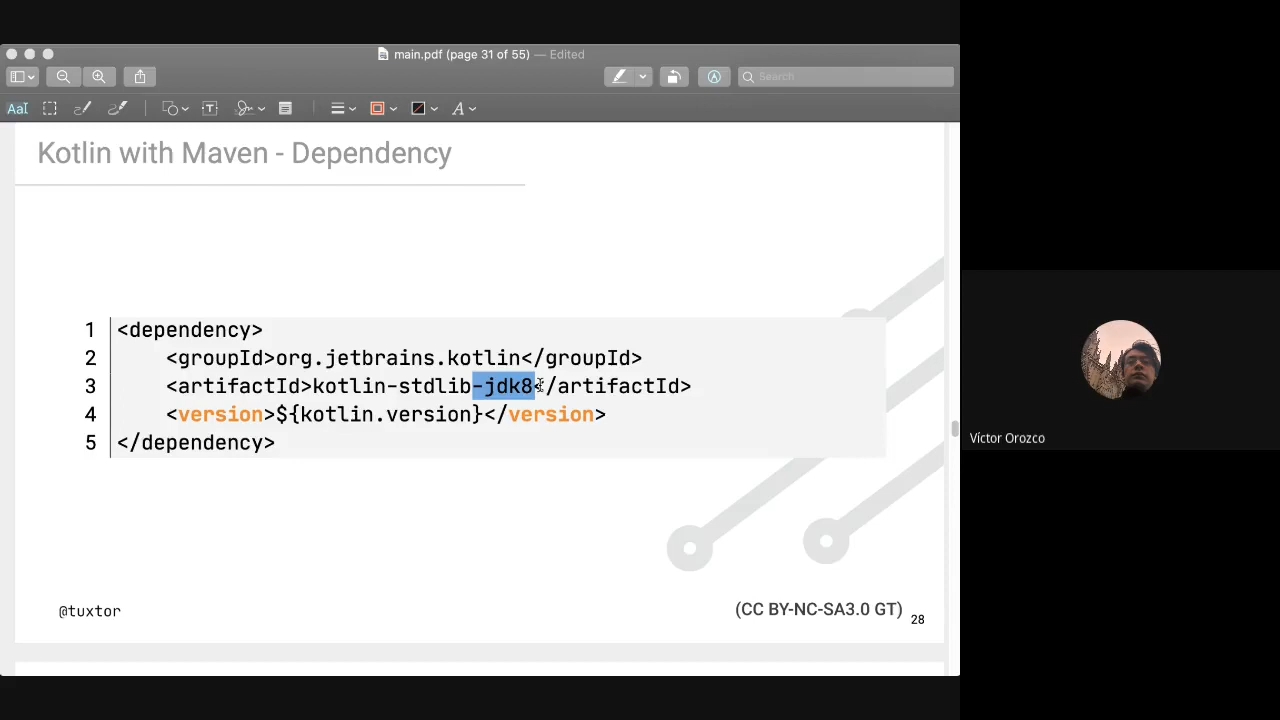 main.pdf (page 31 of 55) — Edited
Search
AaI
T
A
Kotlin with Maven - Dependency
1 <dependency>
2 <groupId>org.jetbrains.kotlin</groupId>
3 <artifactId>kotlin-stdlib-jdk8</artifactId>
4 <version>${kotlin.version}</version>
5 </dependency>
@tuxtor
(CC BY-NC-SA3.0 GT)
28
Víctor Orozco